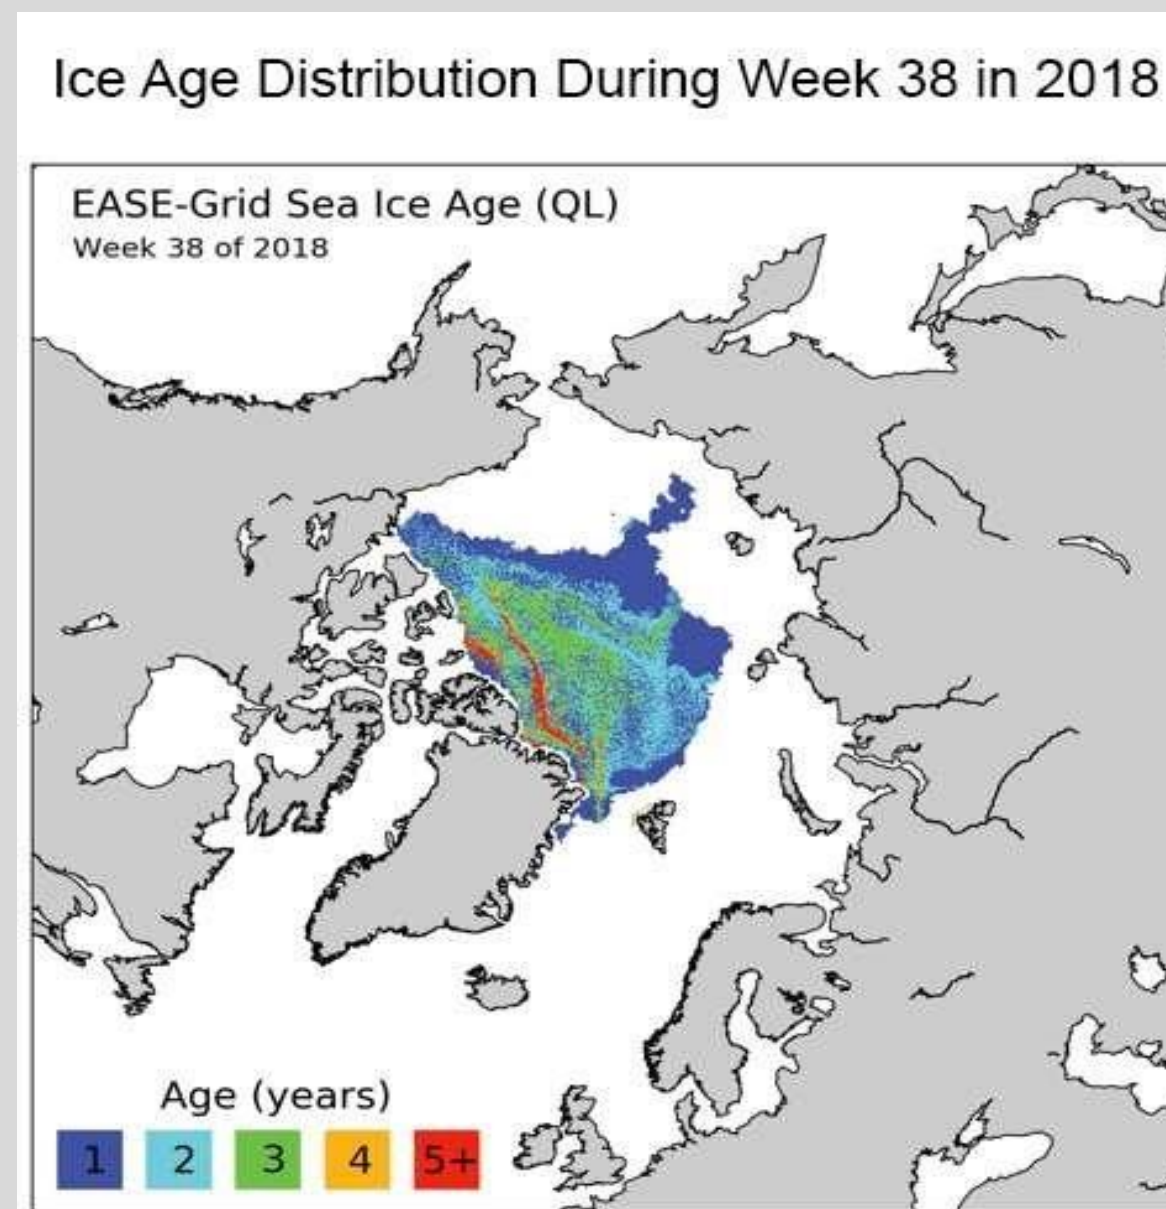 Ice Age Distribution During Week 38 in 2018
EASE-Grid Sea Ice Age (QL)
Week 38 of 2018
Age (years)
1 2 3 4 5+